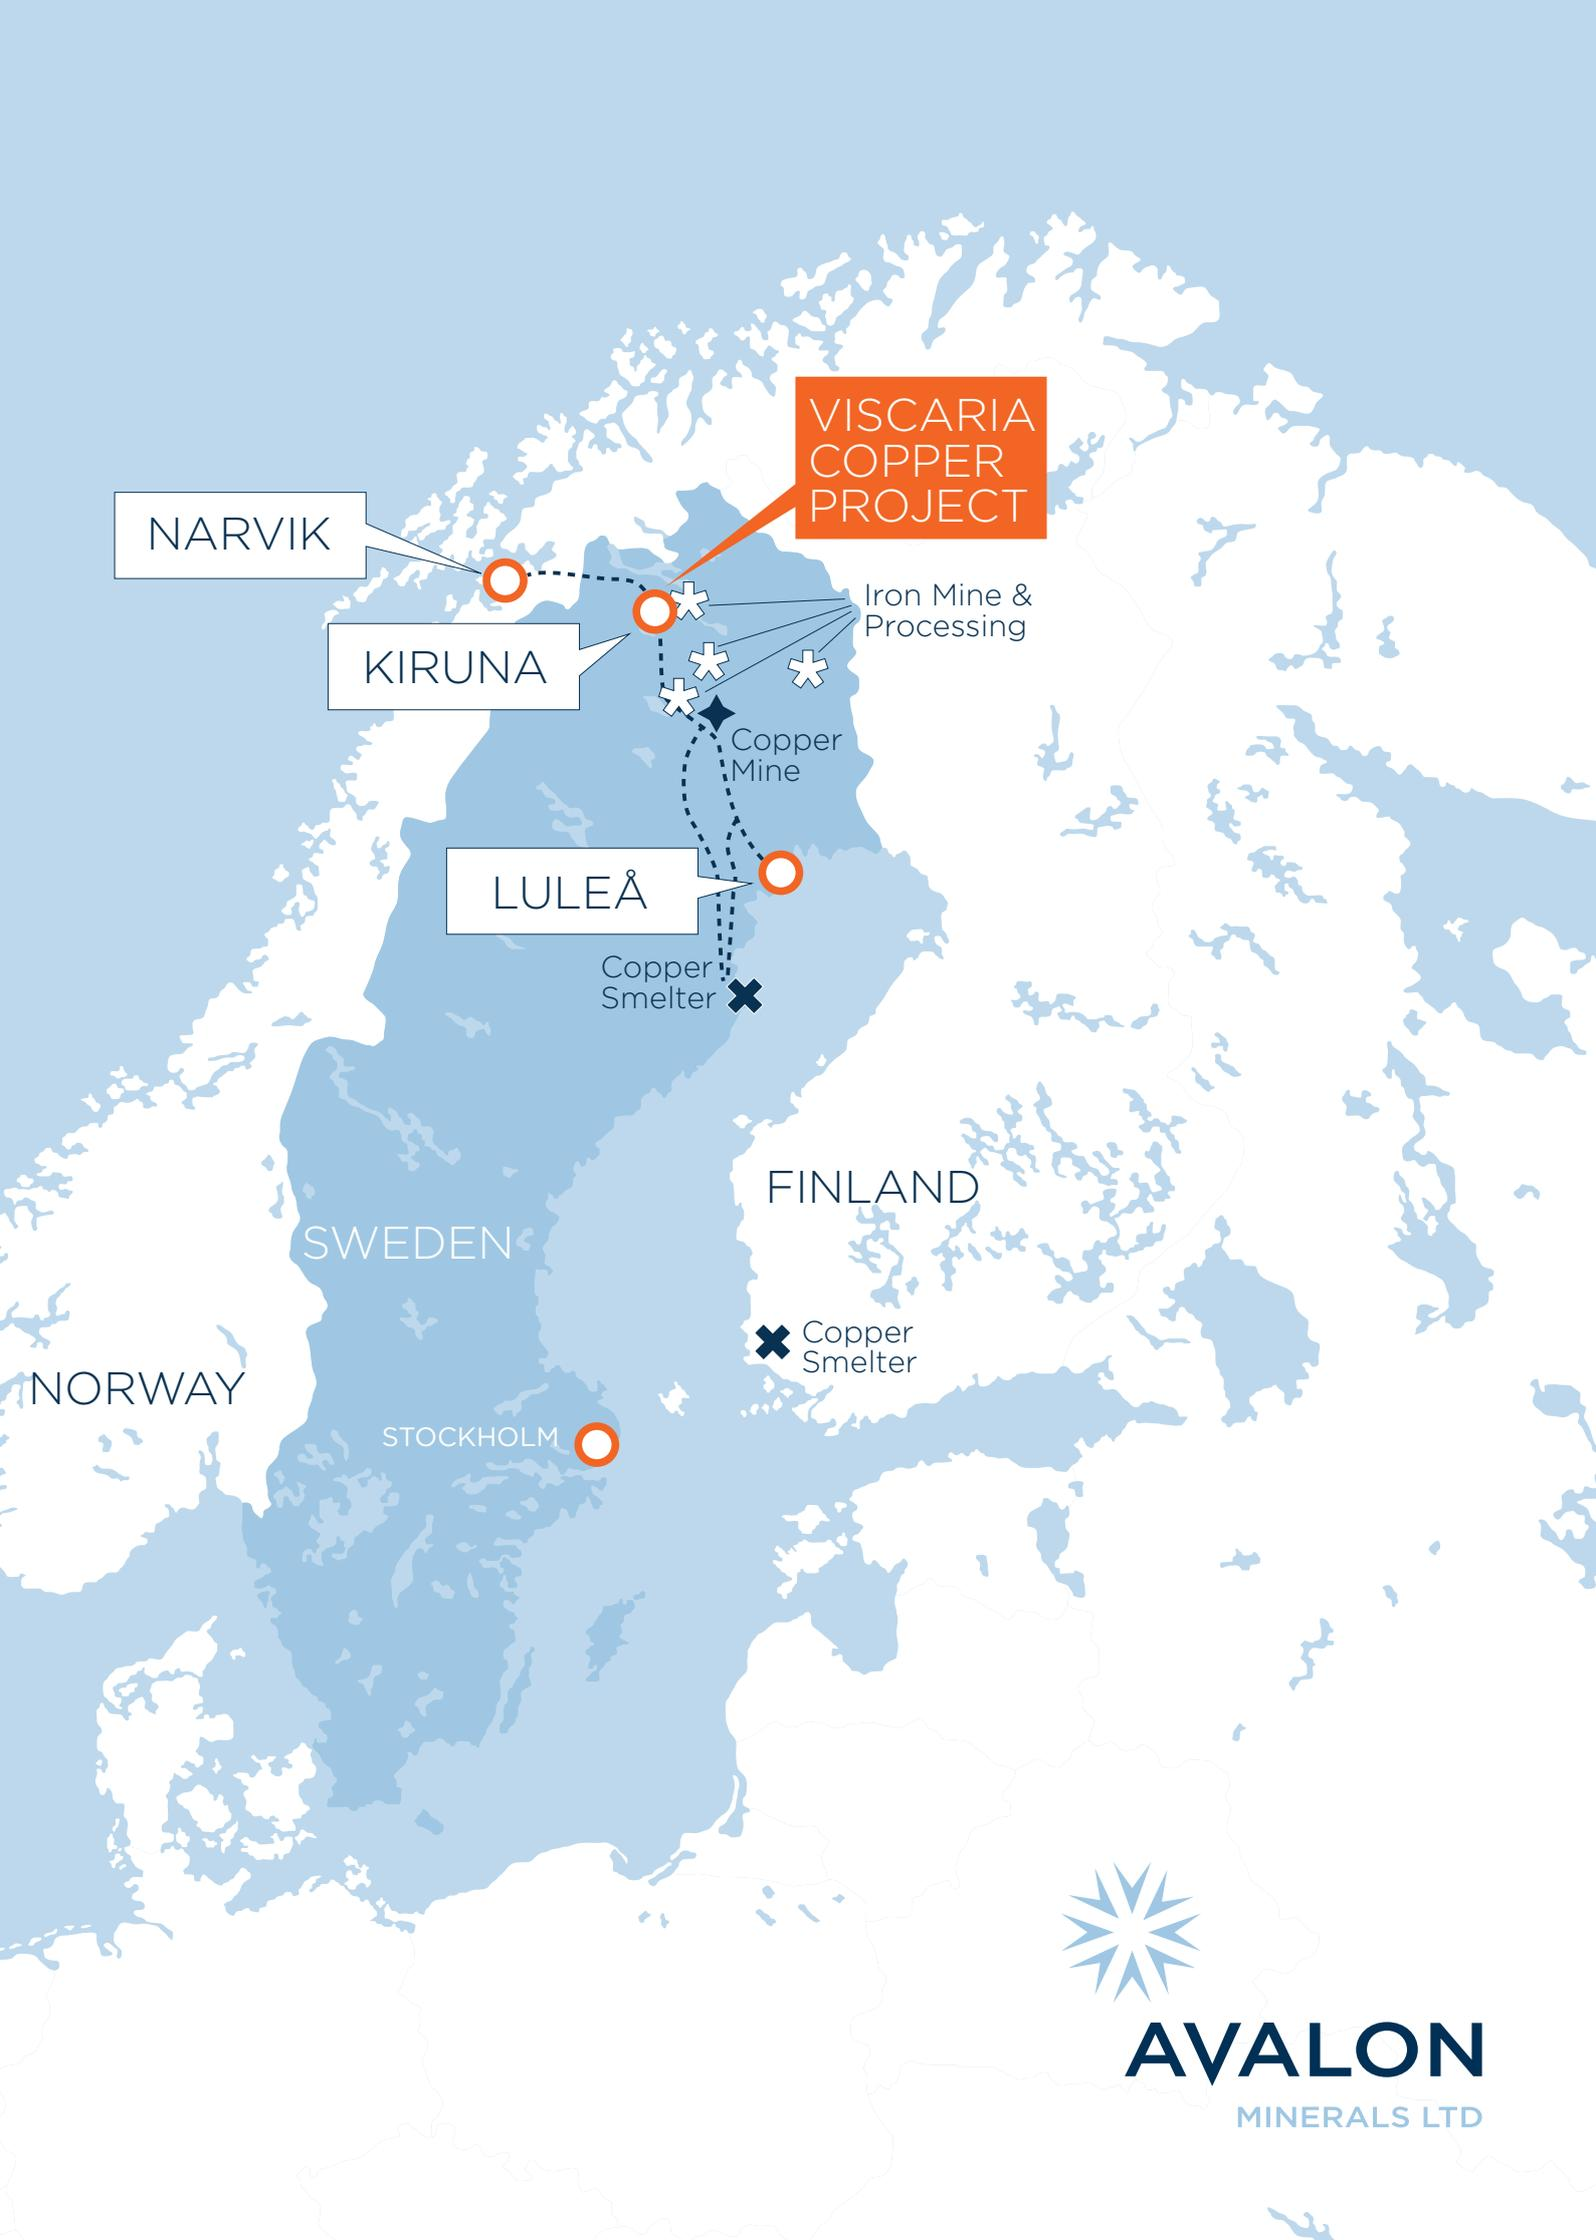 VISCARIA
COPPER
PROJECT
NARVIK
Iron Mine &
Processing
KIRUNA
Copper
Mine
LULEÅ
Copper
Smelter
FINLAND
SWEDEN
Copper
Smelter
NORWAY
STOCKHOLM
AVALON
MINERALS LTD